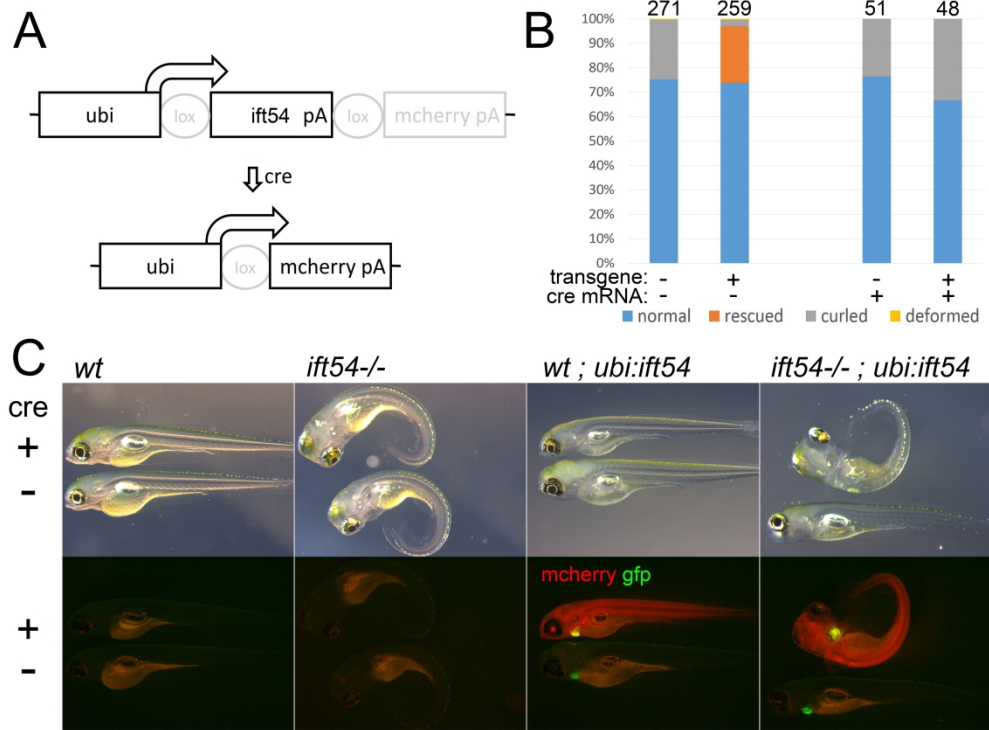 A
ubi
lox
ift54 pA
lox
mcherry pA
cre
ubi
lox
mcherry pA
B
271 259 51 48
100%
90%
80%
70%
60%
50%
40%
30%
20%
10%
0%
transgene: - + - +
cre mRNA: - - + +
normal rescued curled deformed
C
wt ift54-/- wt ; ubi:ift54 ift54-/- ; ubi:ift54
cre
+
-
mcherry gfp
+
-